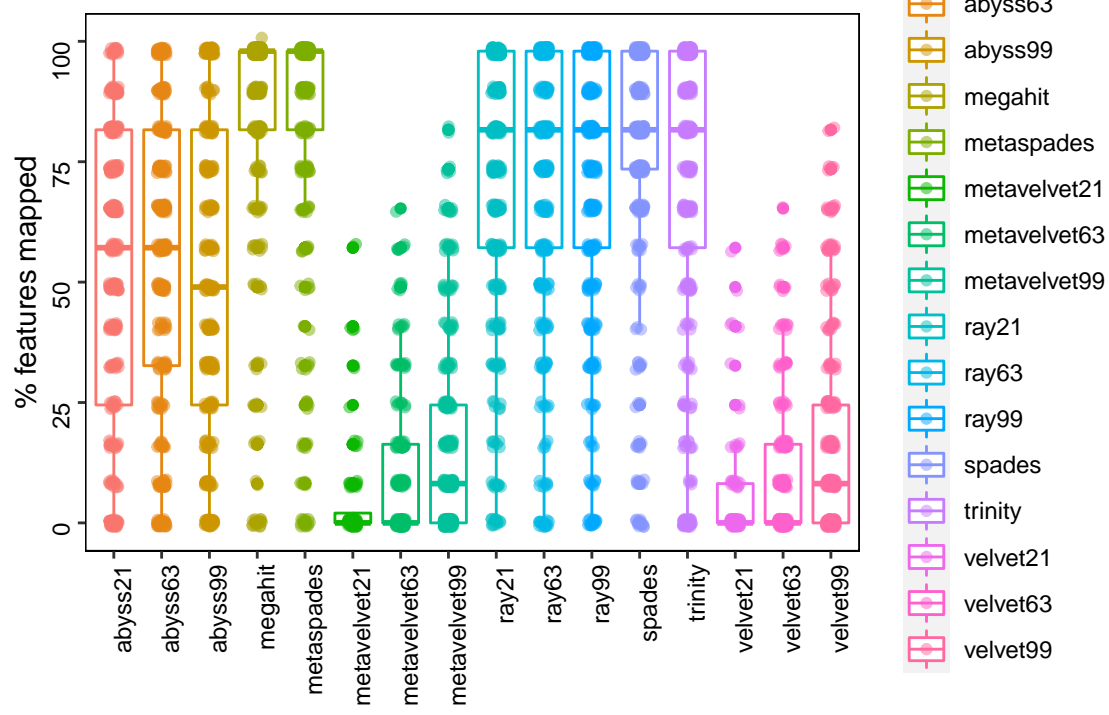 % features mapped
100
75
50
25
0
abyss21
abyss63
abyss99
megahit
metaspades
metavelvet21
metavelvet63
metavelvet99
ray21
ray63
ray99
spades
trinity
velvet21
velvet63
velvet99
abyss63
abyss99
megahit
metaspades
metavelvet21
metavelvet63
metavelvet99
ray21
ray63
ray99
spades
trinity
velvet21
velvet63
velvet99